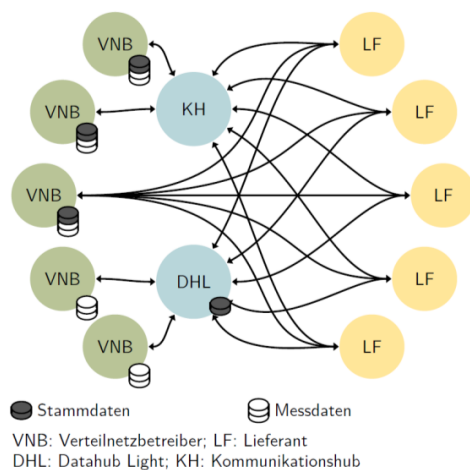 VNB
LF
VNB
KH
LF
VNB
LF
VNB
DHL
LF
VNB
LF
Stammdaten
Messdaten
VNB: Verteilnetzbetreiber; LF: Lieferant
DHL: Datahub Light; KH: Kommunikationshub